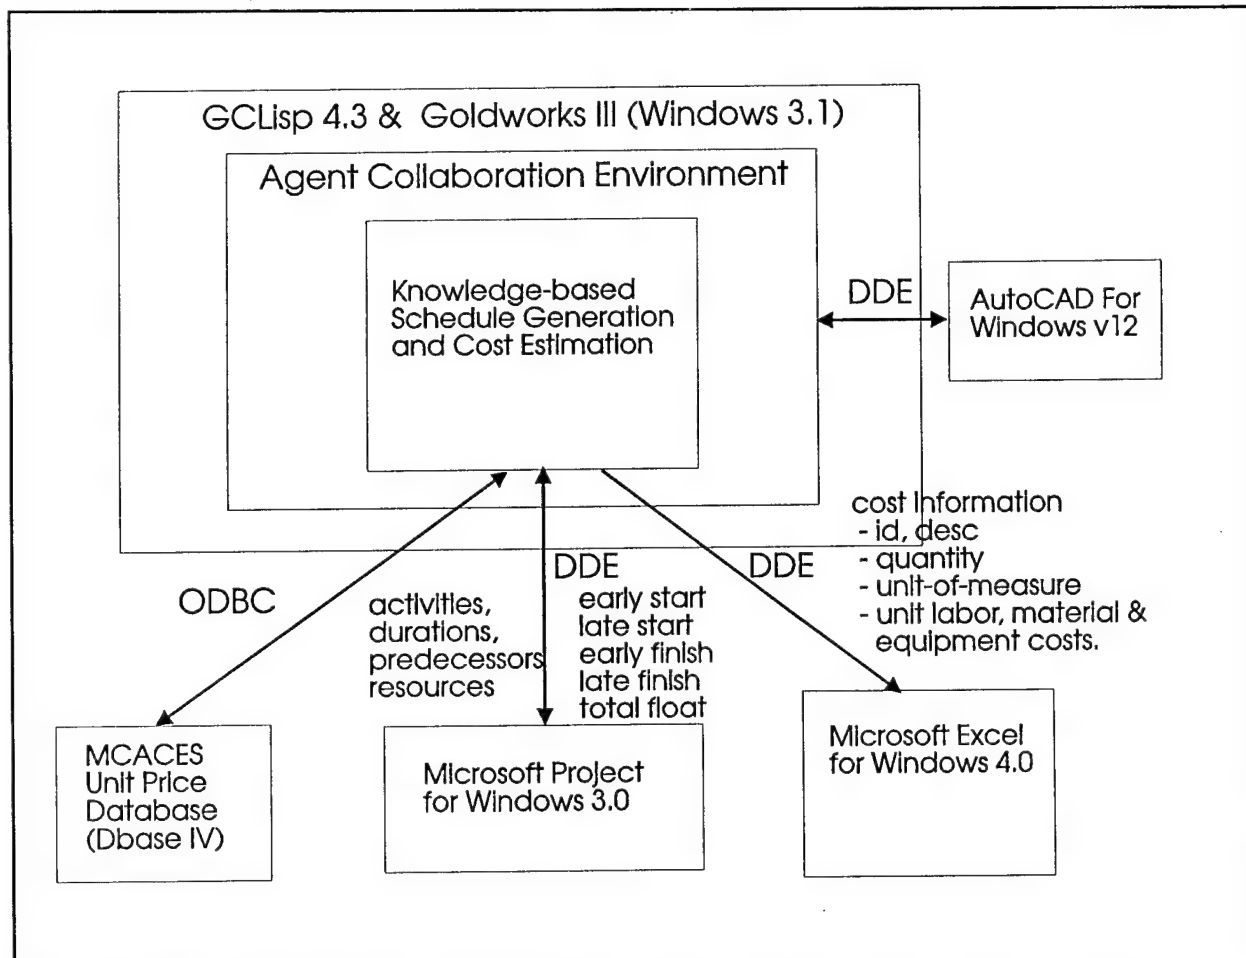 GCLisp 4.3 & Goldworks III (Windows 3.1)
Agent Collaboration Environment
Knowledge-based
Schedule Generation
and Cost Estimation
DDE
AutoCAD For
Windows v12
ODBC
activities,
durations,
predecessors
resources
DDE
early start
late start
early finish
late finish
total float
DDE
cost information
- id, desc
- quantity
- unit-of-measure
- unit labor, material &
equipment costs.
MCACES
Unit Price
Database
(Dbase IV)
Microsoft Project
for Windows 3.0
Microsoft Excel
for Windows 4.0